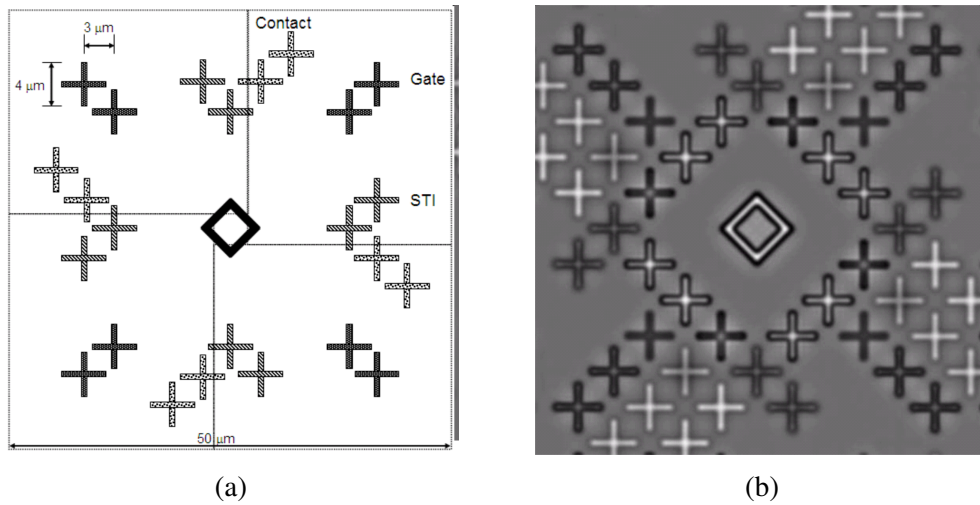 Contact
3 μm
Gate
4 μm
STI
50 μm
(a)
(b)